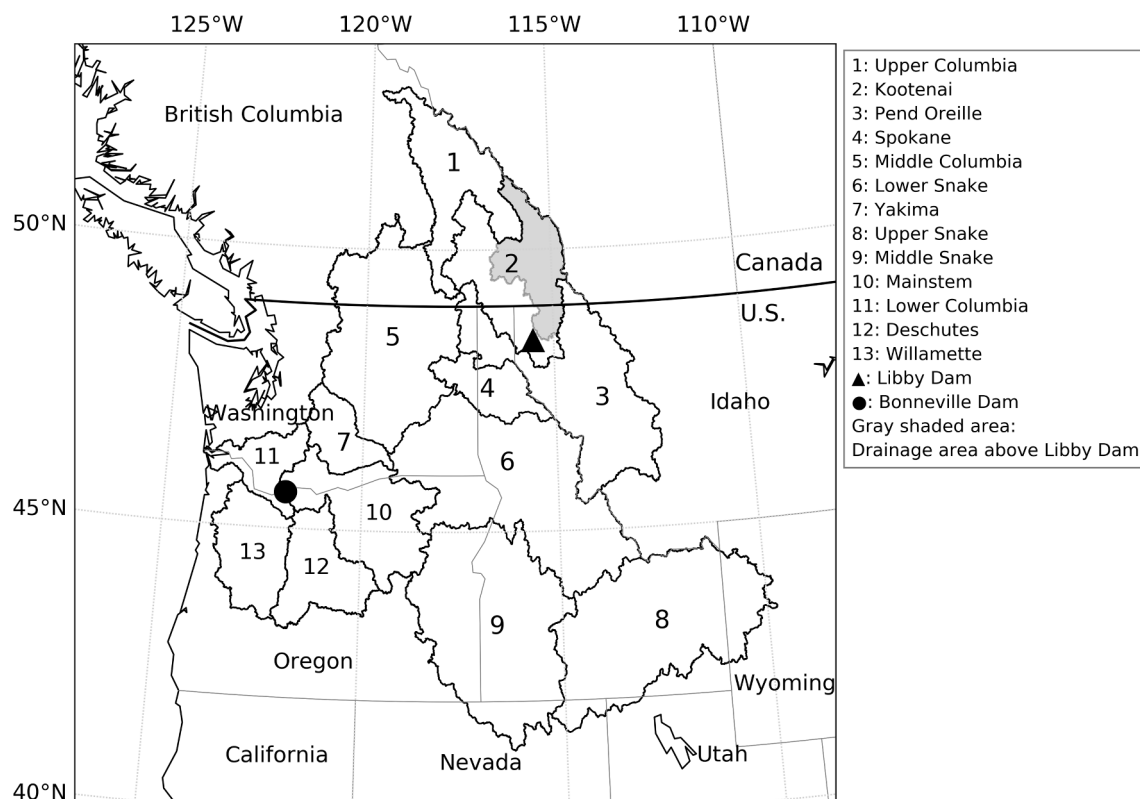 125°W 120°W 115°W 110°W
1: Upper Columbia
2: Kootenai
3: Pend Oreille
4: Spokane
5: Middle Columbia
6: Lower Snake
7: Yakima
8: Upper Snake
9: Middle Snake
10: Mainstem
11: Lower Columbia
12: Deschutes
13: Willamette
▲: Libby Dam
●: Bonneville Dam
Gray shaded area:
Drainage area above Libby Dam
British Columbia
1
50°N
2
Canada
U.S.
5
4
3
Idaho
Washington
7
11
6
45°N
10
13
12
9
8
Oregon
Wyoming
California
Nevada
Utah
40°N